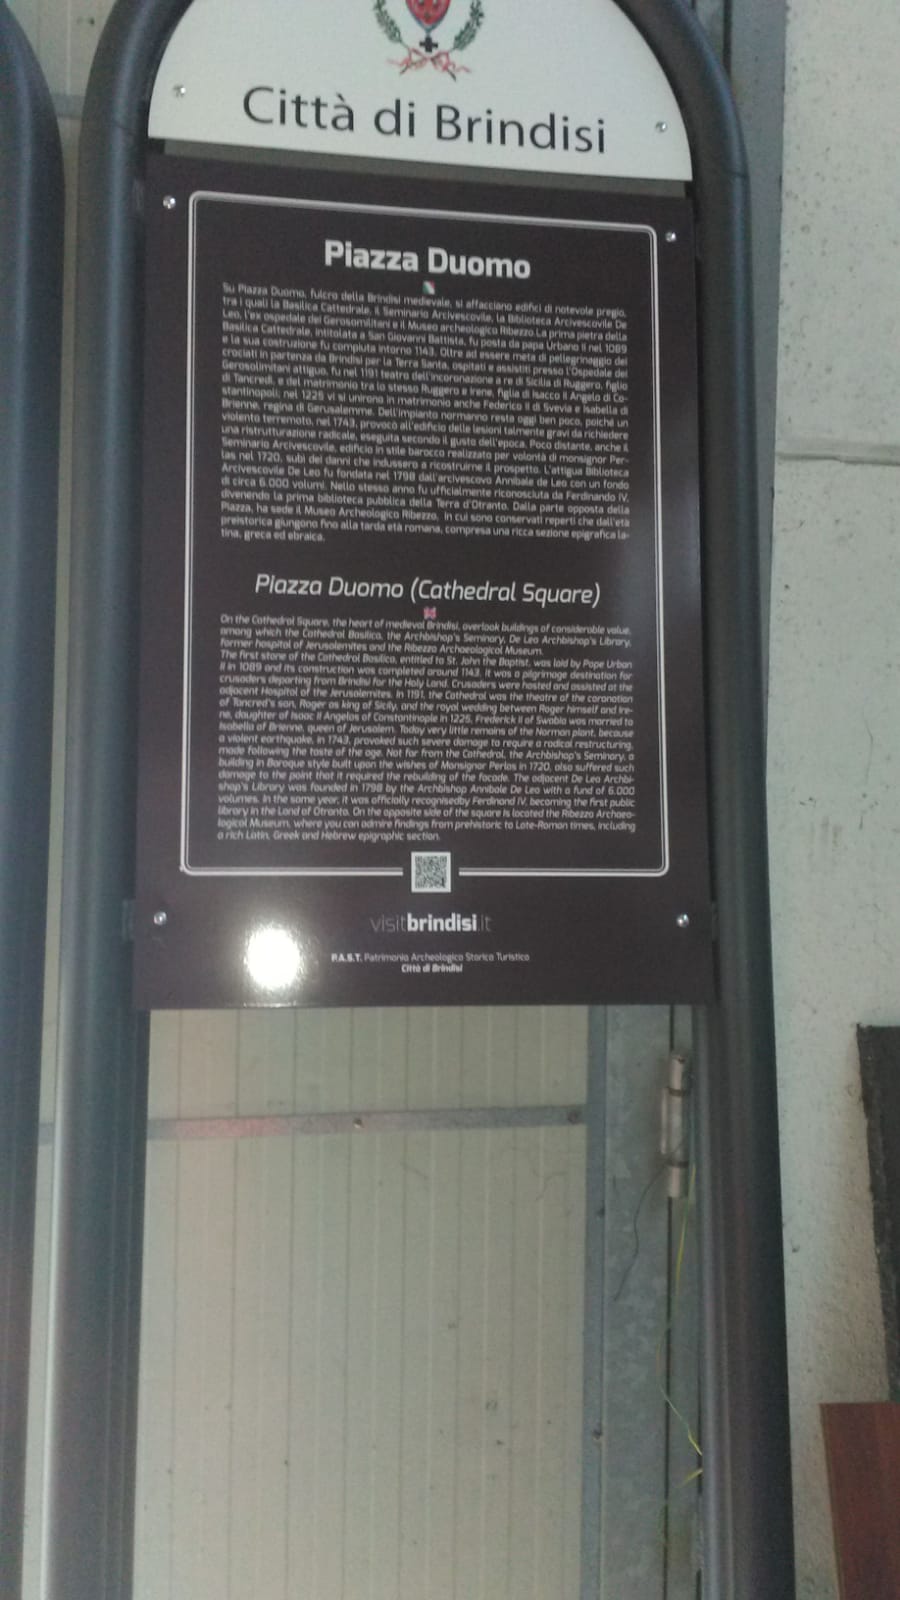 Città di Brindisi
Piazza Duomo
Su Piazza Duomo, fulcro della Brindisi medievale, si affacciano edifici di notevole pregio,
tra i quali la Basilica Cattedrale, il Seminario Arcivescovile, la Biblioteca Arcivescovile De
Leo, l'ex ospedale dei Gerosomilitani e il Museo archeologico Ribezzo. La prima pietra della
Basilica Cattedrale, intitolata a San Giovanni Battista, fu posta da papa Urbano II nel 1089
e la sua costruzione fu compiuta intorno 1143. Oltre ad essere meta di pellegrinaggio dei
crociati in partenza da Brindisi per la Terra Santa, ospitati e assistiti presso l'Ospedale dei
Gerosolimitani attiguo, fu nel 1191 teatro dell'incoronazione a re di Sicilia di Ruggero, figlio
di Tancredi, e del matrimonio tra lo stesso Ruggero e Irene, figlia di Isacco II Angelo di Co-
stantinopoli; nel 1225 vi si unirono in matrimonio anche Federico II di Svevia e Isabella di
Brienne, regina di Gerusalemme. Dell'impianto normanno resta oggi ben poco, poiché un
violento terremoto, nel 1743, provocò all'edificio delle lesioni talmente gravi da richiedere
una ristrutturazione radicale, eseguita secondo il gusto dell'epoca. Poco distante, anche il
Seminario Arcivescovile, edificio in stile barocco realizzato per volontà di monsignor Per-
las nel 1720, subì dei danni che indussero a ricostruirne il prospetto. L'attigua Biblioteca
Arcivescovile De Leo fu fondata nel 1798 dall'arcivescovo Annibale de Leo con un fondo
di circa 6.000 volumi. Nello stesso anno fu ufficialmente riconosciuta da Ferdinando IV,
divenendo la prima biblioteca pubblica della Terra d'Otranto. Dalla parte opposta della
Piazza, ha sede il Museo Archeologico Ribezzo, in cui sono conservati reperti che dall'età
preistorica giungono fino alla tarda età romana, compresa una ricca sezione epigrafica la-
tina, greca ed ebraica.
Piazza Duomo (Cathedral Square)
On the Cathedral Square, the heart of medieval Brindisi, overlook buildings of considerable value,
among which the Cathedral Basilica, the Archbishop's Seminary, De Leo Archbishop's Library,
former hospital of Jerusolemites and the Ribezzo Archaeological Museum.
The first stone of the Cathedral Basilica, entitled to St. John the Baptist, was laid by Pope Urban
II in 1089 and its construction was completed around 1143. It was a pilgrimage destination for
crusaders departing from Brindisi for the Holy Land. Crusaders were hosted and assisted at the
adjacent Hospital of the Jerusalemites. In 1191, the Cathedral was the theatre of the coronation
of Tancred's son, Roger as king of Sicily, and the royal wedding between Roger himself and Ire-
ne, daughter of Isaac II Angelos of Constantinople in 1225, Frederick II of Swabia was married to
Isabella of Brienne, queen of Jerusalem. Today very little remains of the Norman plant, because
a violent earthquake, in 1743, provoked such severe damage to require a radical restructuring,
made following the taste of the age. Not far from the Cathedral, the Archbishop's Seminary, a
building in Baroque style built upon the wishes of Monsignor Perlas in 1720, also suffered such
damage to the point that it required the rebuilding of the facade. The adjacent De Leo Archbi-
shop's Library was founded in 1798 by the Archbishop Annibale De Leo with a fund of 6.000
volumes. In the same year, it was officially recognisedby Ferdinand IV, becoming the first public
library in the Land of Otranto. On the opposite side of the square is located the Ribezzo Archaeo-
logical Museum, where you can admire findings from prehistoric to Late-Roman times, including
a rich Latin, Greek and Hebrew epigraphic section.
visitbrindisi.it
P.A.S.T. Patrimonio Archeologico Storico Turistico
Città di Brindisi